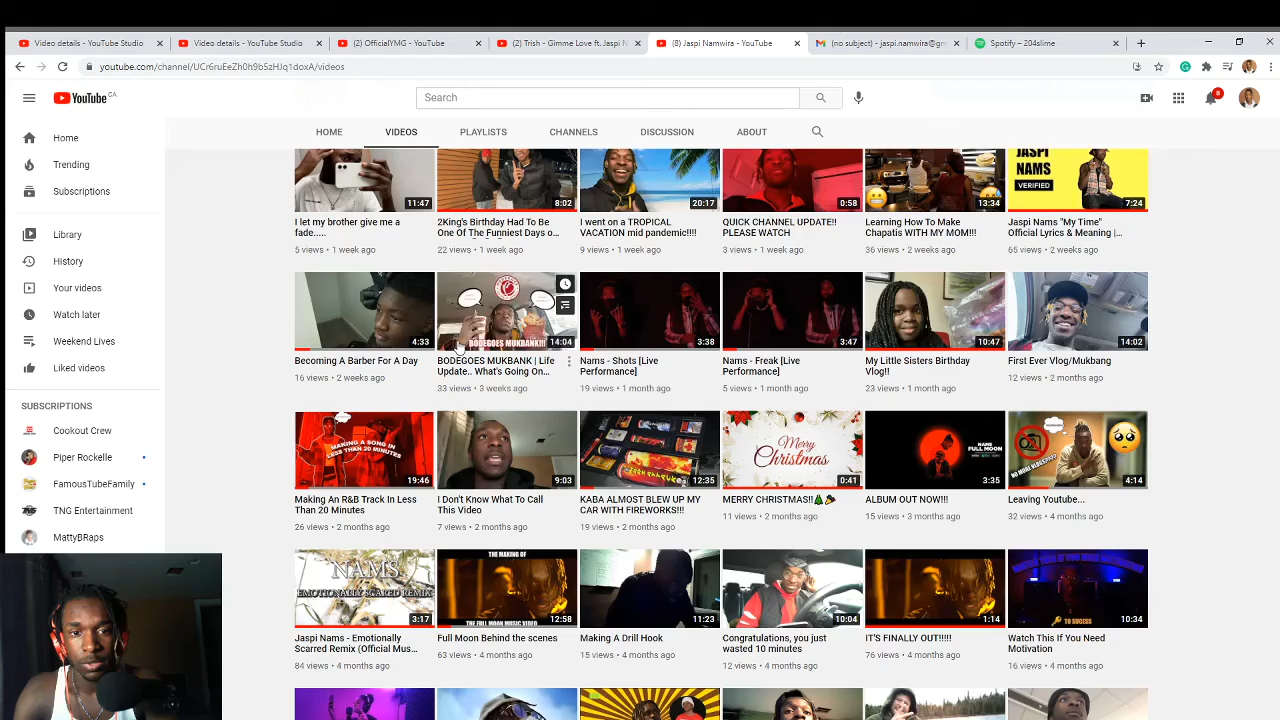 Video details - YouTube Studio
Video details - YouTube Studio
(2) OfficialYMG - YouTube
(2) Trish - Gimme Love ft. Jaspi N
(8) Jaspi Namwira - YouTube
(no subject) - jaspi.namwira@gm
Spotify – 204slime
youtube.com/channel/UCr6ruEeZh0h9b5zHJq1doxA/videos
YouTube CA
Search
8
HOME
VIDEOS
PLAYLISTS
CHANNELS
DISCUSSION
ABOUT
Home
Trending
Subscriptions
Library
History
Your videos
Watch later
Weekend Lives
Liked videos
SUBSCRIPTIONS
Cookout Crew
Piper Rockelle
FamousTubeFamily
TNG Entertainment
MattyBRaps
11:47
I let my brother give me a
fade.....
5 views • 1 week ago
8:02
2King's Birthday Had To Be
One Of The Funniest Days o...
22 views • 1 week ago
20:17
I went on a TROPICAL
VACATION mid pandemic!!!!
9 views • 1 week ago
0:58
QUICK CHANNEL UPDATE!!
PLEASE WATCH
3 views • 1 week ago
13:34
Learning How To Make
Chapatis WITH MY MOM!!!
36 views • 2 weeks ago
JASPI
NAMS
VERIFIED
7:24
Jaspi Nams "My Time"
Official Lyrics & Meaning |...
65 views • 2 weeks ago
4:33
Becoming A Barber For A Day
16 views • 2 weeks ago
BODEGOES MUKBANK!!!
14:04
BODEGOES MUKBANK | Life
Update.. What's Going On...
33 views • 3 weeks ago
3:38
Nams - Shots [Live
Performance]
19 views • 1 month ago
3:47
Nams - Freak [Live
Performance]
5 views • 1 month ago
10:47
My Little Sisters Birthday
Vlog!!
23 views • 1 month ago
14:02
First Ever Vlog/Mukbang
12 views • 2 months ago
MAKING A SONG IN
LESS THAN 20 MINUTES
19:46
Making An R&B Track In Less
Than 20 Minutes
26 views • 2 months ago
9:03
I Don't Know What To Call
This Video
7 views • 2 months ago
12:35
KABA ALMOST BLEW UP MY
CAR WITH FIREWORKS!!!
19 views • 2 months ago
Merry
Christmas!!
0:41
MERRY CHRISTMAS!!🎄🎉
11 views • 2 months ago
NAMS
FULL MOON
3:35
ALBUM OUT NOW!!!
15 views • 3 months ago
NO MORE VLOGS???
4:14
Leaving Youtube...
32 views • 4 months ago
NAMS
EMOTIONALLY SCARED REMIX
3:17
Jaspi Nams - Emotionally
Scarred Remix (Official Mus...
84 views • 4 months ago
THE MAKING OF
THE FULL MOON MUSIC VIDEO
12:58
Full Moon Behind the scenes
63 views • 4 months ago
11:23
Making A Drill Hook
15 views • 4 months ago
10:04
Congratulations, you just
wasted 10 minutes
12 views • 4 months ago
1:14
IT'S FINALLY OUT!!!!!
76 views • 4 months ago
TO SUCCESS
10:34
Watch This If You Need
Motivation
16 views • 4 months ago